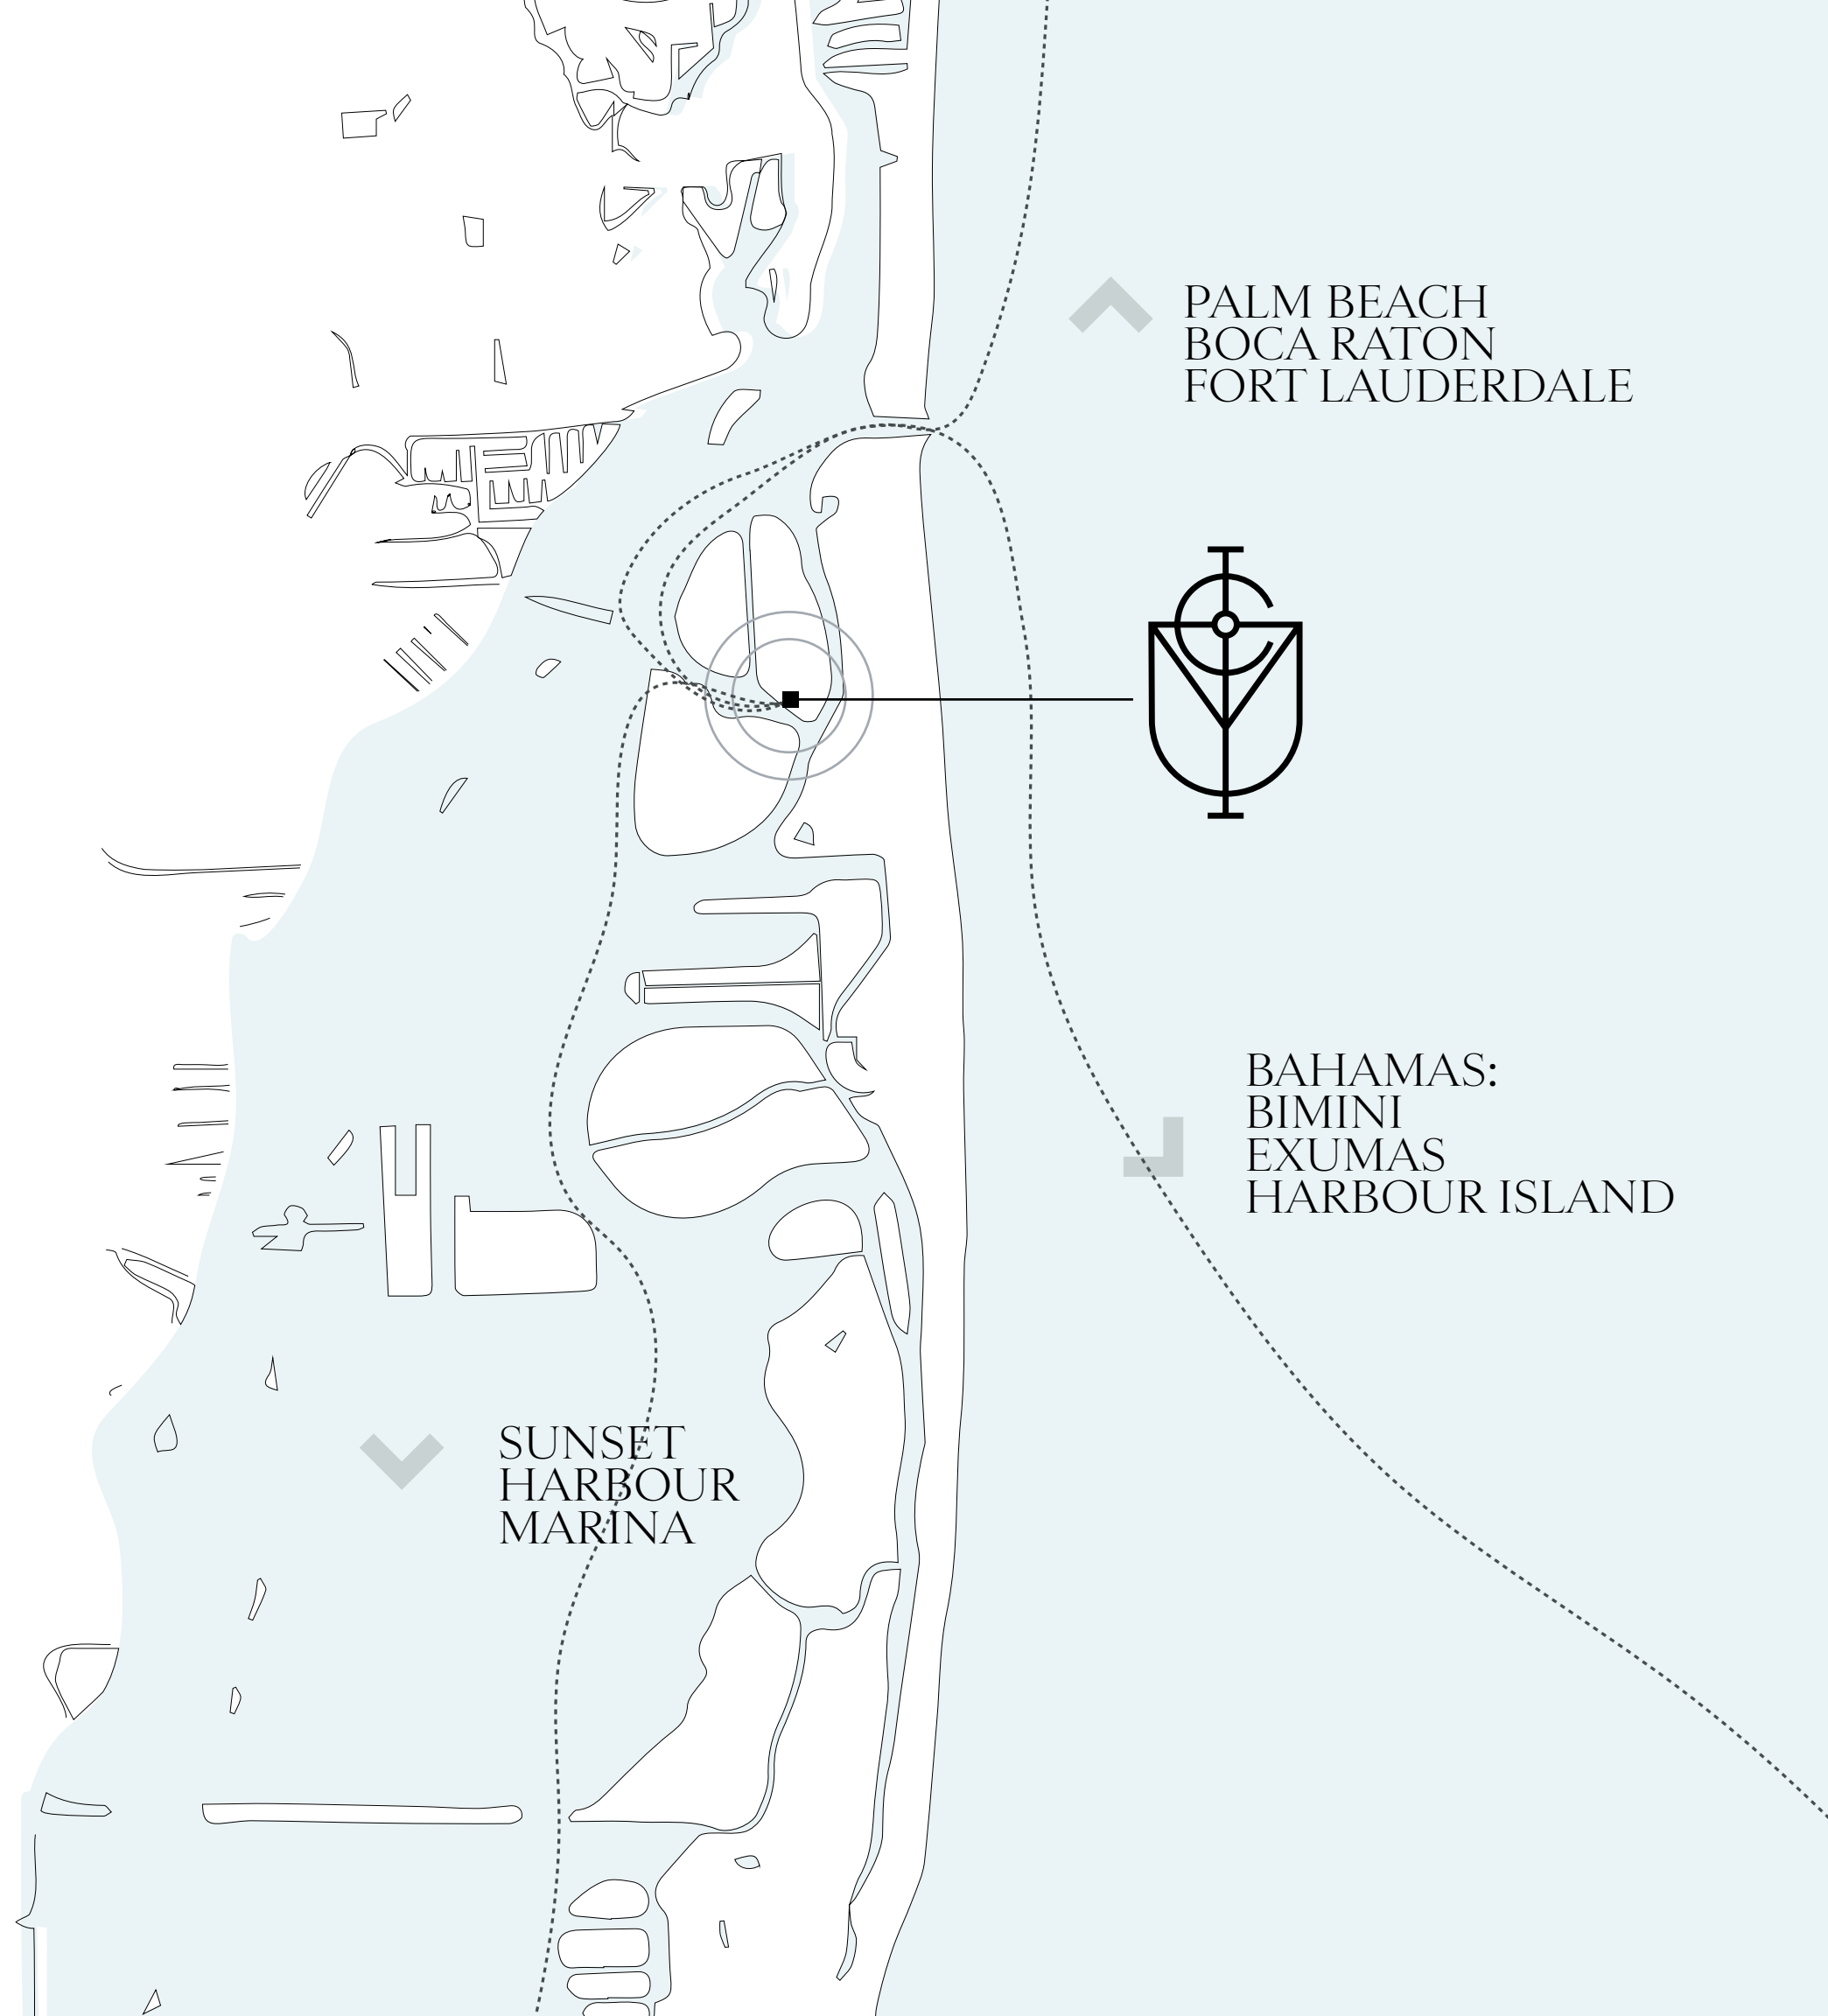 PALM BEACH
BOCA RATON
FORT LAUDERDALE
BAHAMAS:
BIMINI
EXUMAS
HARBOUR ISLAND
SUNSET
HARBOUR
MARINA